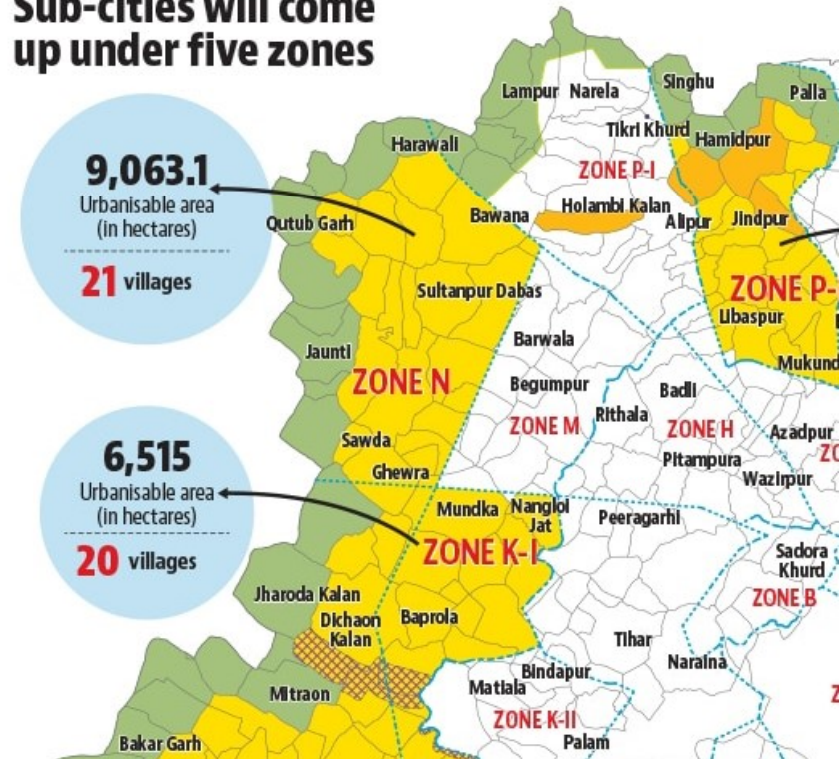 Sub-cities will come
up under five zones
9,063.1
Urbanisable area
(in hectares)
21 villages
6,515
Urbanisable area
(in hectares)
20 villages
Lampur
Narela
Singhu
Palla
Harawali
Tikri Khurd
Hamidpur
ZONE P-I
Qutub Garh
Bawana
Holambi Kalan
Alipur
Jindpur
Sultanpur Dabas
ZONE P-
Libaspur
Jaunti
Barwala
Mukund
ZONE N
Begumpur
Badli
ZONE M
Rithala
ZONE H
Azadpur
ZO
Sawda
Ghewra
Pitampura
Wazirpur
Mundka
Nangloi
Jat
Peeragarhi
ZONE K-I
Sadora
Khurd
ZONE B
Jharoda Kalan
Dichaon
Kalan
Baprola
Tihar
Naraina
Bindapur
Matiala
Mitraon
ZONE K-II
Z
Bakar Garh
Palam